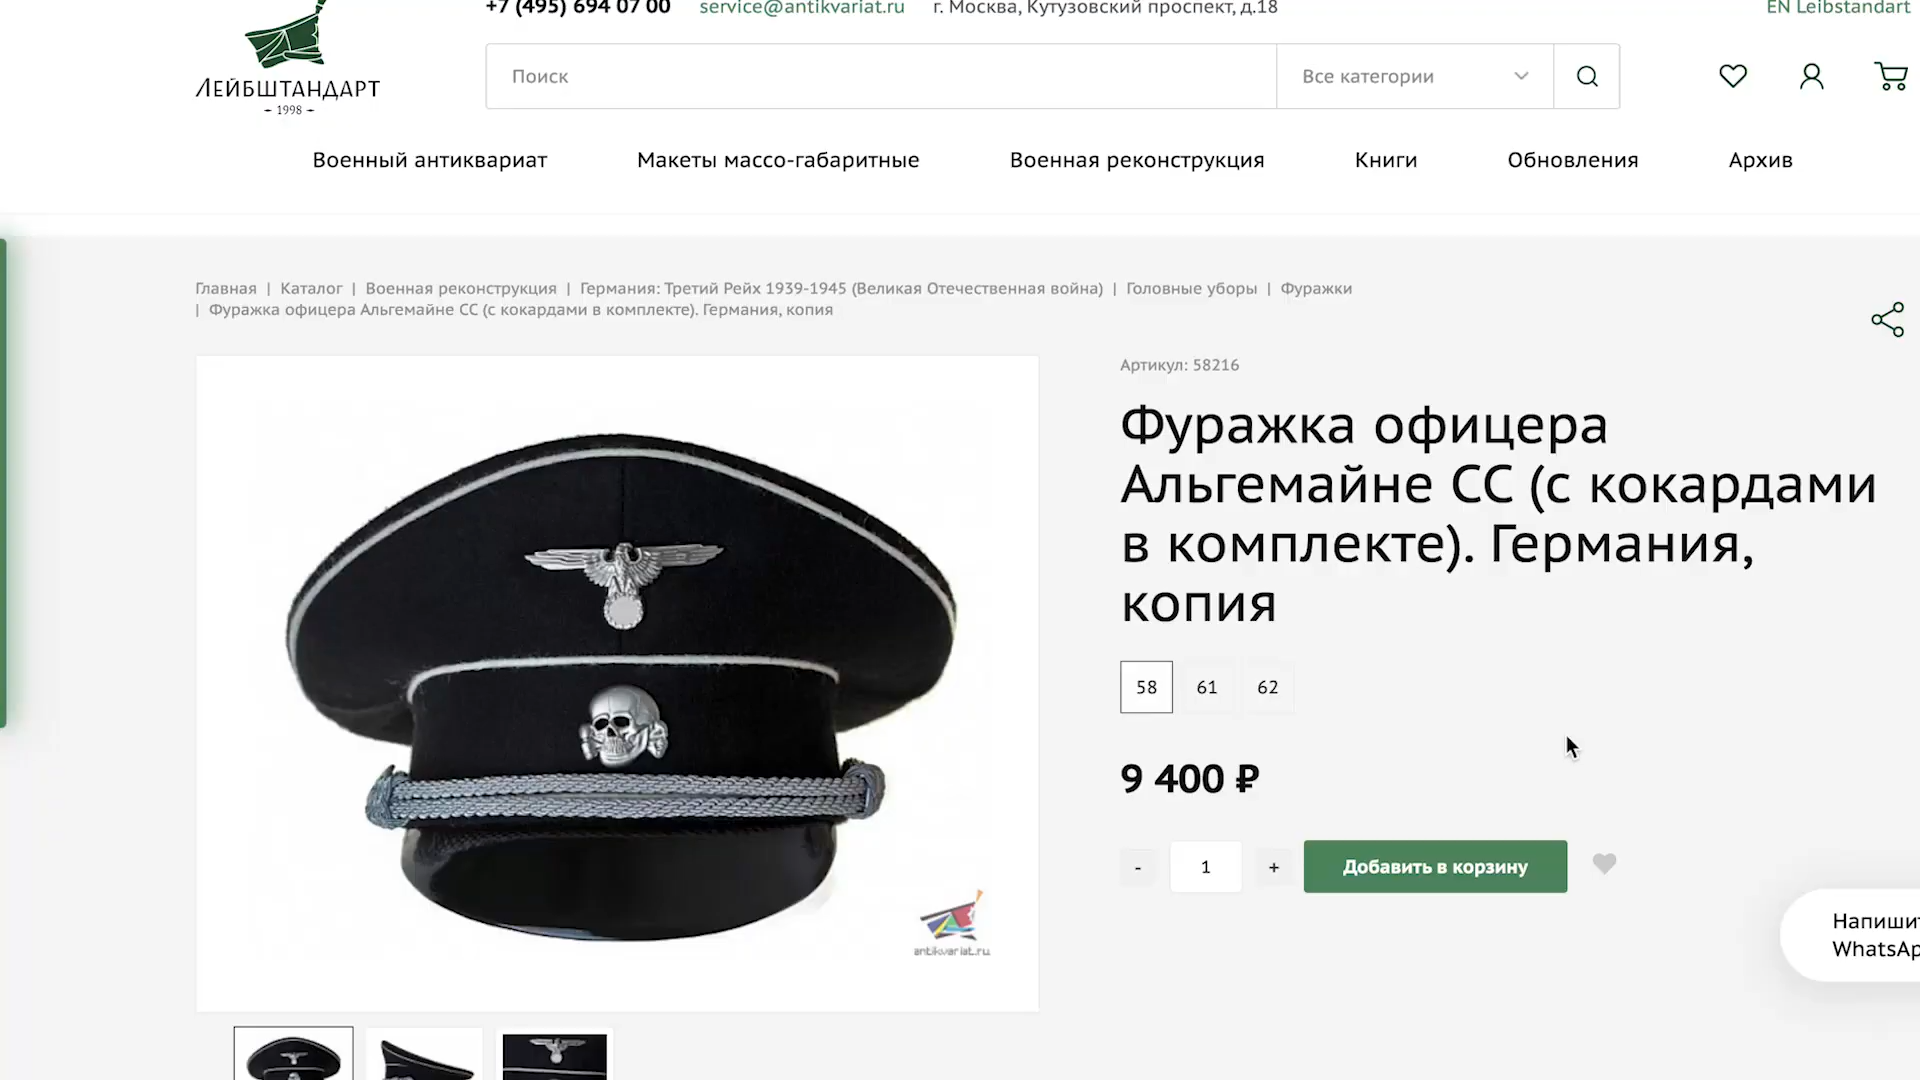 +7 (495) 694 07 00 service@antikvariat.ru г. Москва, Кутузовский проспект, д.18 EN Leibstandart
ЛЕЙБШТАНДАРТ
1998
Поиск Все категории
Военный антиквариат Макеты массо-габаритные Военная реконструкция Книги Обновления Архив
Главная | Каталог | Военная реконструкция | Германия: Третий Рейх 1939-1945 (Великая Отечественная война) | Головные уборы | Фуражки
| Фуражка офицера Альгемайне СС (с кокардами в комплекте). Германия, копия
Артикул: 58216
Фуражка офицера
Альгемайне СС (с кокардами
в комплекте). Германия,
копия
58 61 62
9 400 ₽
- 1 + Добавить в корзину
Напишит
WhatsAp
antikvariat.ru